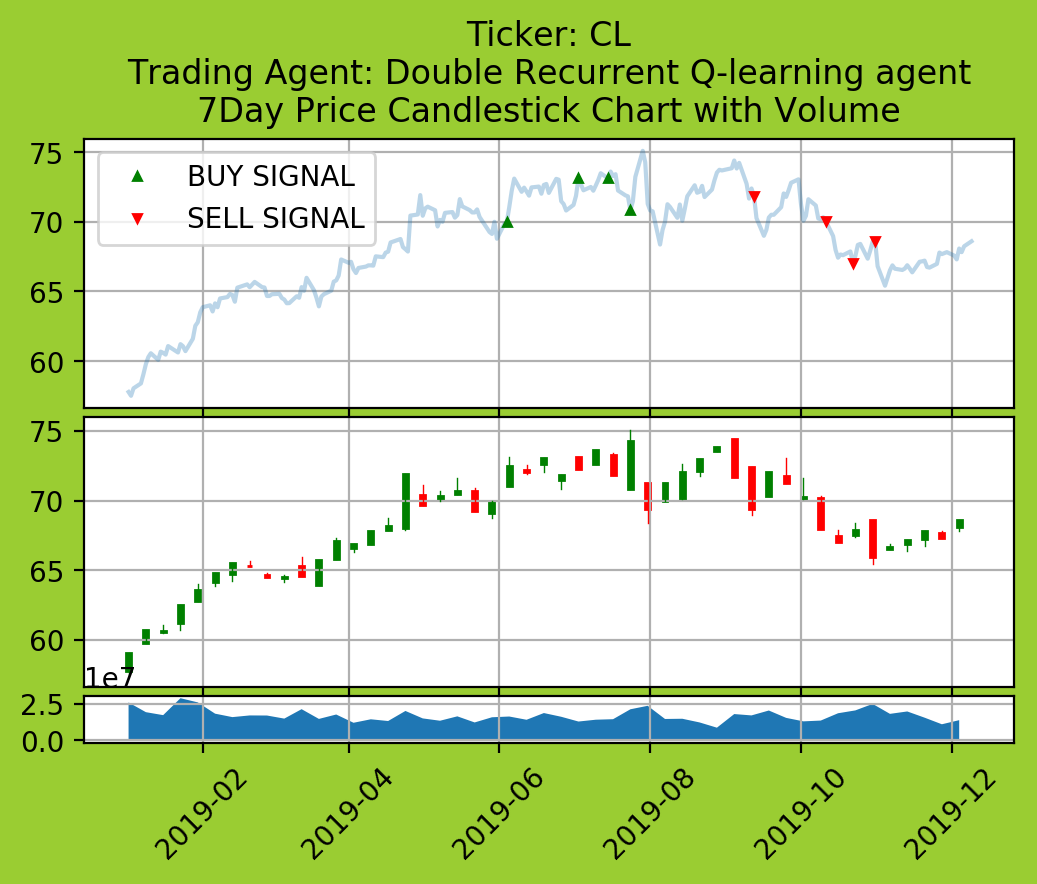 Ticker: CL
Trading Agent: Double Recurrent Q-learning agent
7Day Price Candlestick Chart with Volume
75
70
65
60
BUY SIGNAL
SELL SIGNAL
75
70
65
60
1e7
2.5
0.0
2019-02
2019-04
2019-06
2019-08
2019-10
2019-12